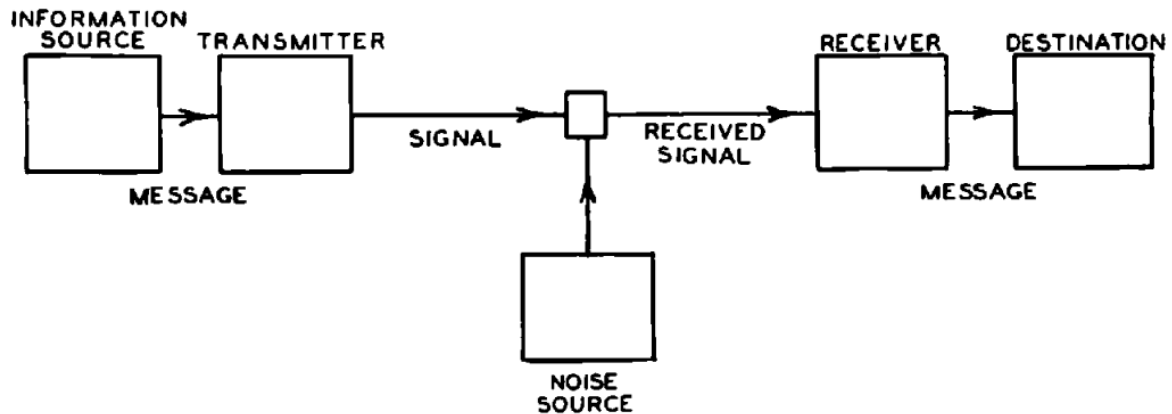 INFORMATION
SOURCE
TRANSMITTER
RECEIVER
DESTINATION
SIGNAL
RECEIVED
SIGNAL
MESSAGE
MESSAGE
NOISE
SOURCE